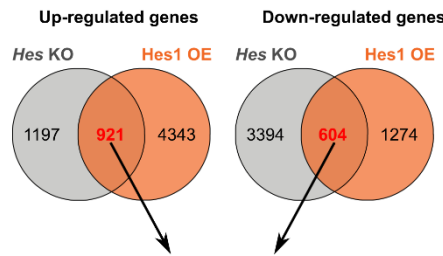 Up-regulated genes
Hes KO
Hes1 OE
1197
921
4343
Down-regulated genes
Hes KO
Hes1 OE
3394
604
1274